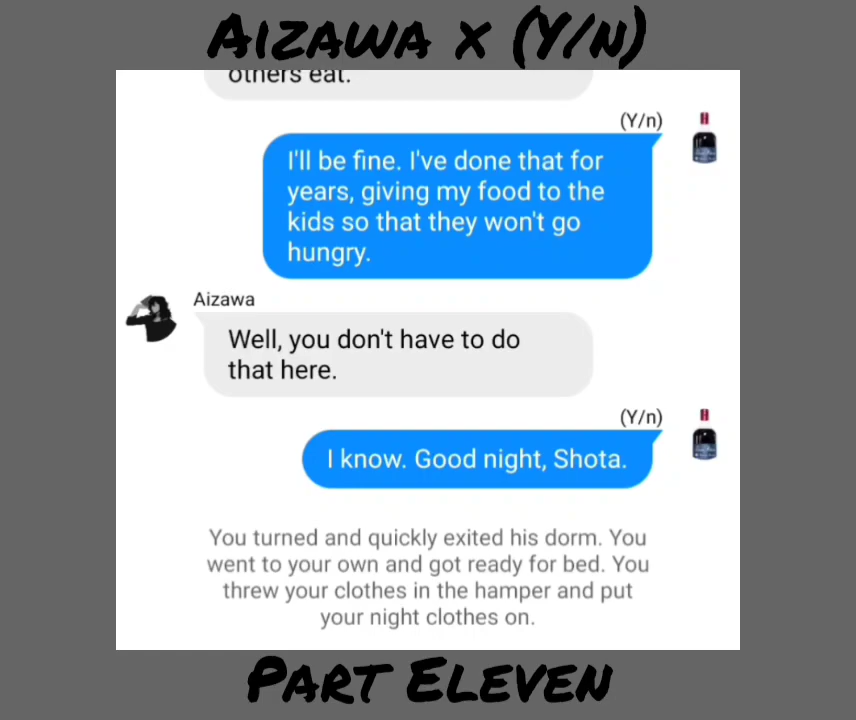 Aizawa x (Y/n)
others eat.
(Y/n)
I'll be fine. I've done that for
years, giving my food to the
kids so that they won't go
hungry.
Aizawa
Well, you don't have to do
that here.
(Y/n)
I know. Good night, Shota.
You turned and quickly exited his dorm. You
went to your own and got ready for bed. You
threw your clothes in the hamper and put
your night clothes on.
Part Eleven